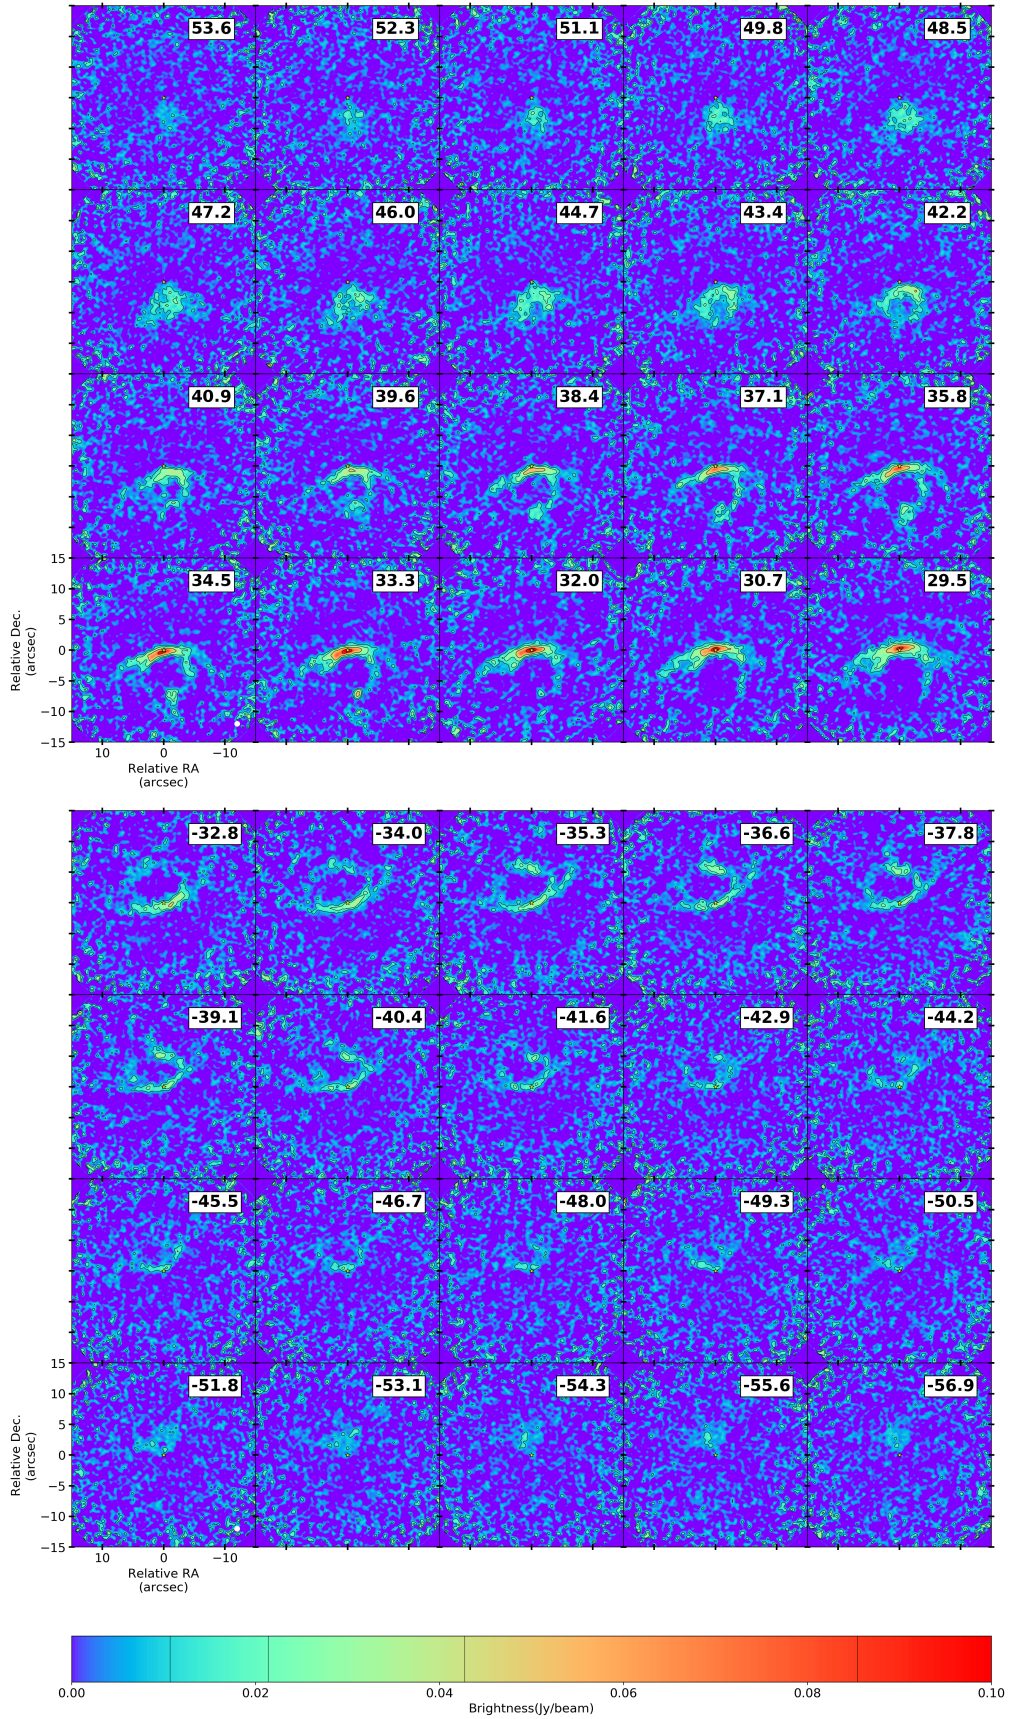 53.6 52.3 51.1 49.8 48.5
47.2 46.0 44.7 43.4 42.2
40.9 39.6 38.4 37.1 35.8
15
34.5 33.3 32.0 30.7 29.5
10
5
0
−5
−10
−15
Relative Dec.
(arcsec)
10 0 −10
Relative RA
(arcsec)
-32.8 -34.0 -35.3 -36.6 -37.8
-39.1 -40.4 -41.6 -42.9 -44.2
-45.5 -46.7 -48.0 -49.3 -50.5
15
-51.8 -53.1 -54.3 -55.6 -56.9
10
5
0
−5
−10
−15
Relative Dec.
(arcsec)
10 0 −10
Relative RA
(arcsec)
0.00 0.02 0.04 0.06 0.08 0.10
Brightness(Jy/beam)